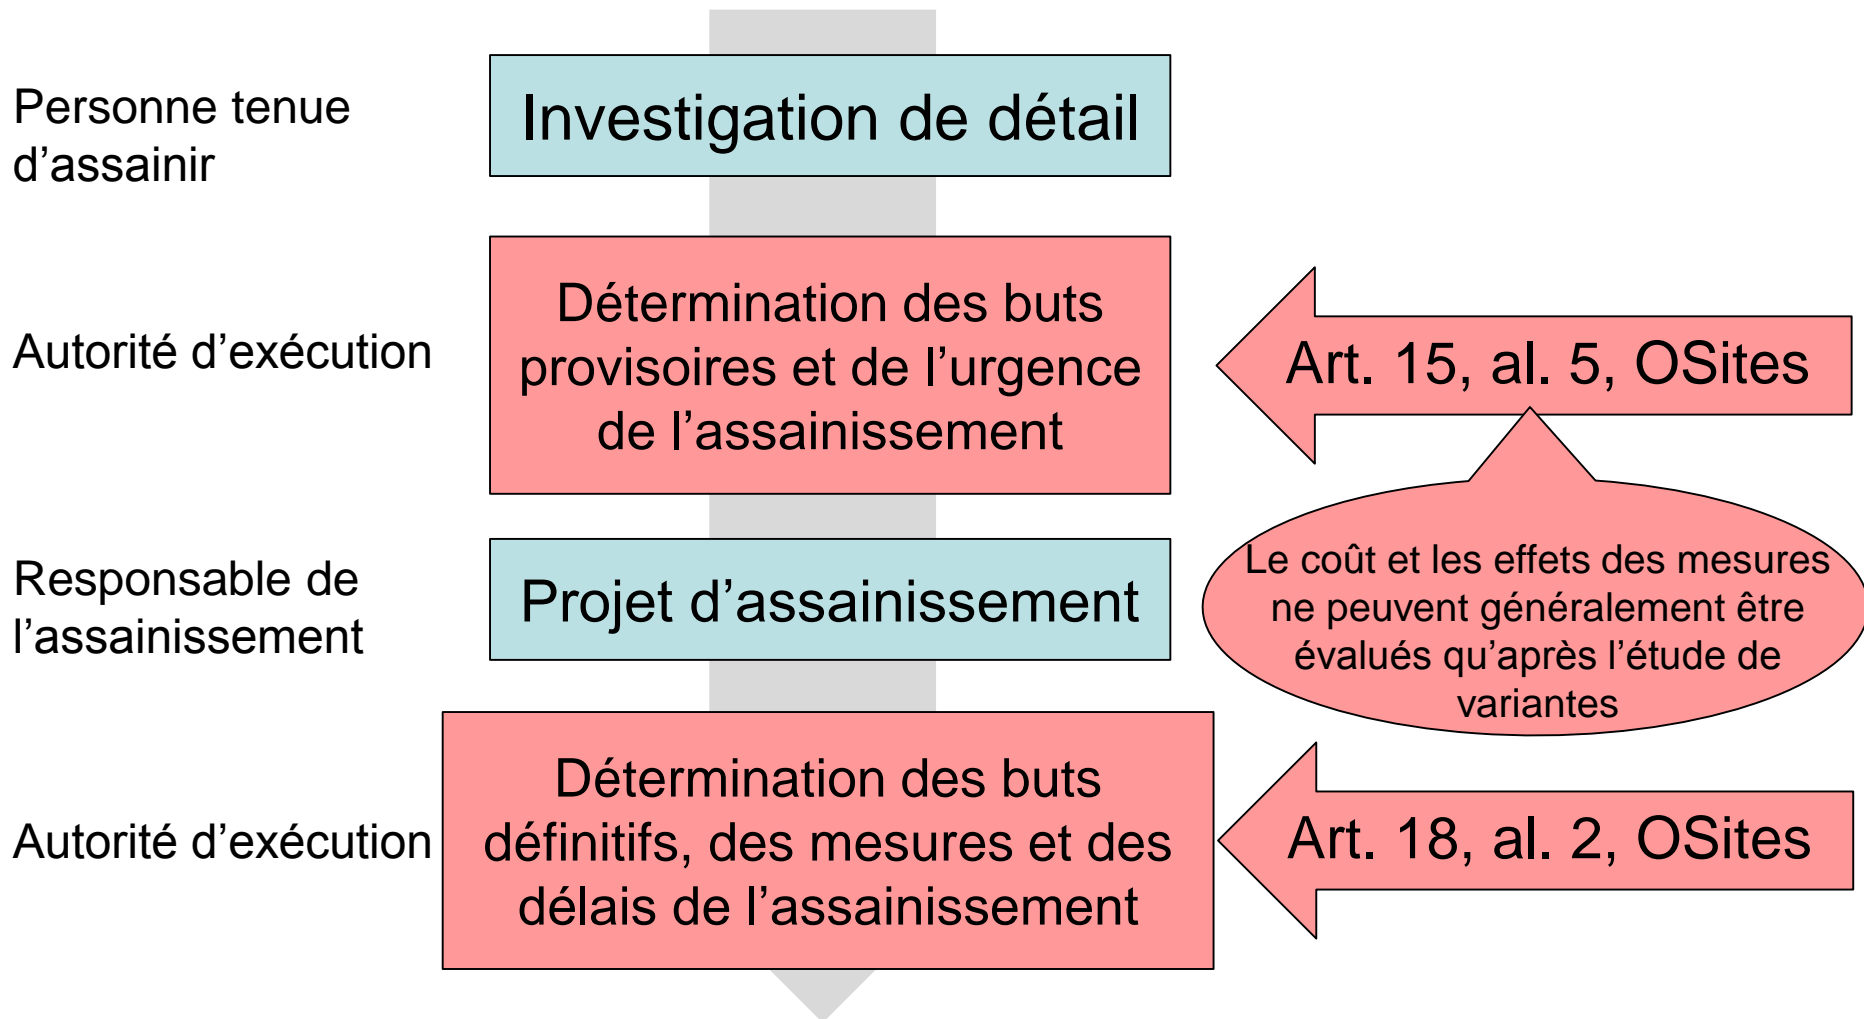 Personne tenue
d’assainir
Investigation de détail
Autorité d’exécution
Détermination des buts
provisoires et de l’urgence
de l’assainissement
Art. 15, al. 5, OSites
Le coût et les effets des mesures
ne peuvent généralement être
évalués qu’après l’étude de
variantes
Responsable de
l’assainissement
Projet d’assainissement
Autorité d’exécution
Détermination des buts
définitifs, des mesures et des
délais de l’assainissement
Art. 18, al. 2, OSites